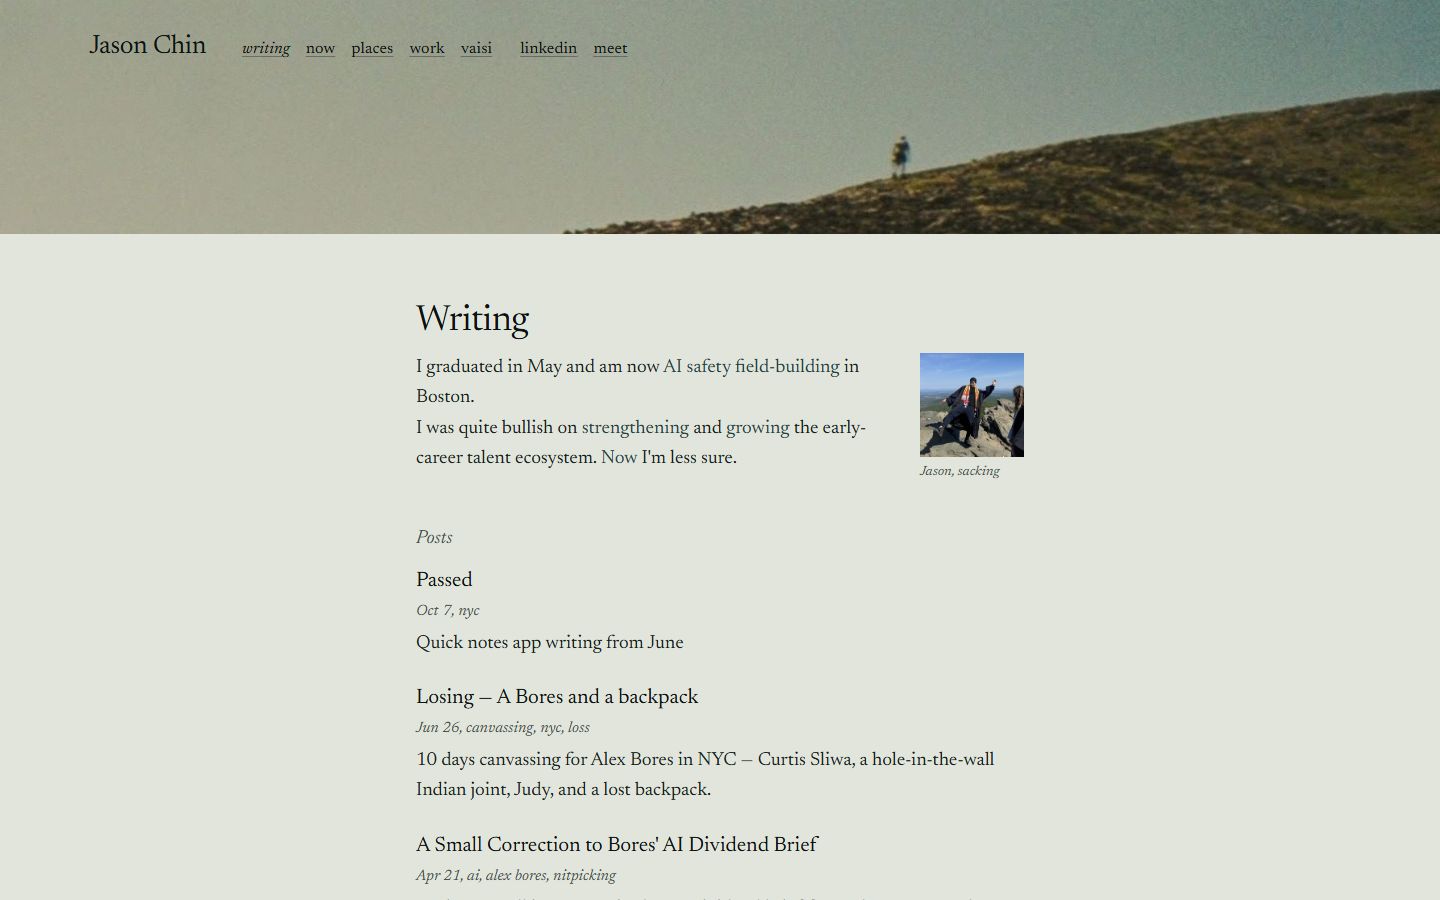 Jason Chin writing now places work vaisi linkedin meet
Writing
I graduated in May and am now AI safety field-building in
Boston.
I was quite bullish on strengthening and growing the early-
career talent ecosystem. Now I'm less sure.
Jason, sacking
Posts
Passed
Oct 7, nyc
Quick notes app writing from June
Losing – A Bores and a backpack
Jun 26, canvassing, nyc, loss
10 days canvassing for Alex Bores in NYC – Curtis Sliwa, a hole-in-the-wall
Indian joint, Judy, and a lost backpack.
A Small Correction to Bores' AI Dividend Brief
Apr 21, ai, alex bores, nitpicking